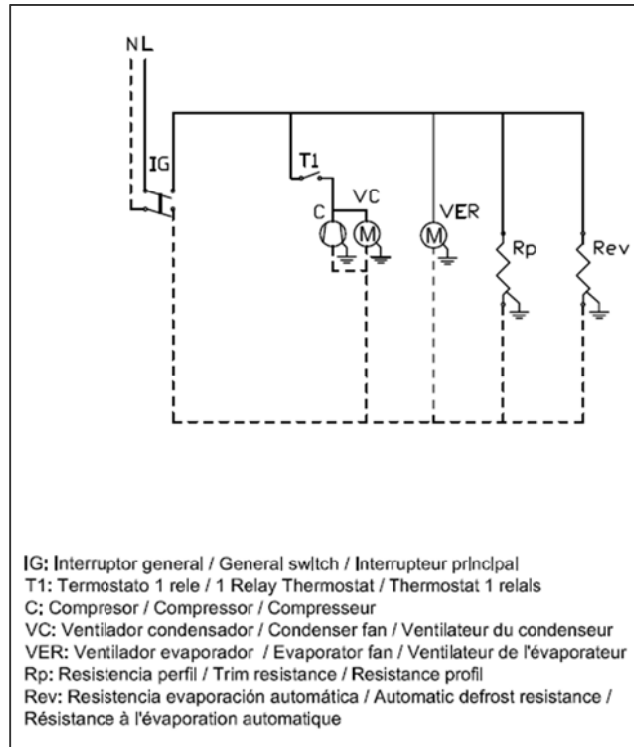 N L
IG
T1
C
VC
VER
Rp
Rev
IG: Interruptor general / General switch / Interrupteur principal
T1: Termostato 1 rele / 1 Relay Thermostat / Thermostat 1 relais
C: Compresor / Compressor / Compresseur
VC: Ventilador condensador / Condenser fan / Ventilateur du condenseur
VER: Ventilador evaporador / Evaporator fan / Ventilateur de l'évaporateur
Rp: Resistencia perfil / Trim resistance / Resistance profil
Rev: Resistencia evaporación automática / Automatic defrost resistance /
Résistance à l'évaporation automatique
M
M